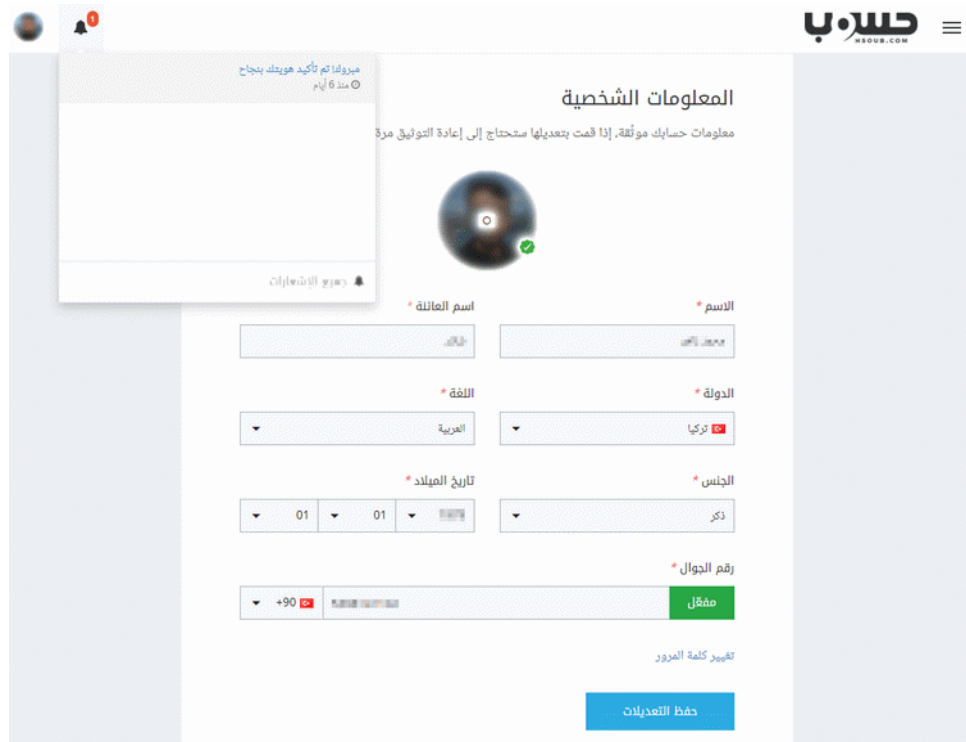 حسوب
HSOUB.COM
1
مبروك! تم تأكيد هويتك بنجاح
منذ 6 أيام
جميع الإشعارات
المعلومات الشخصية
معلومات حسابك موثّقة، إذا قمت بتعديلها ستحتاج إلى إعادة التوثيق مرة
الاسم *
اسم العائلة *
الدولة *
اللغة *
تركيا
العربية
الجنس *
تاريخ الميلاد *
ذكر
01
01
رقم الجوال *
مفعّل
+90
تغيير كلمة المرور
حفظ التعديلات